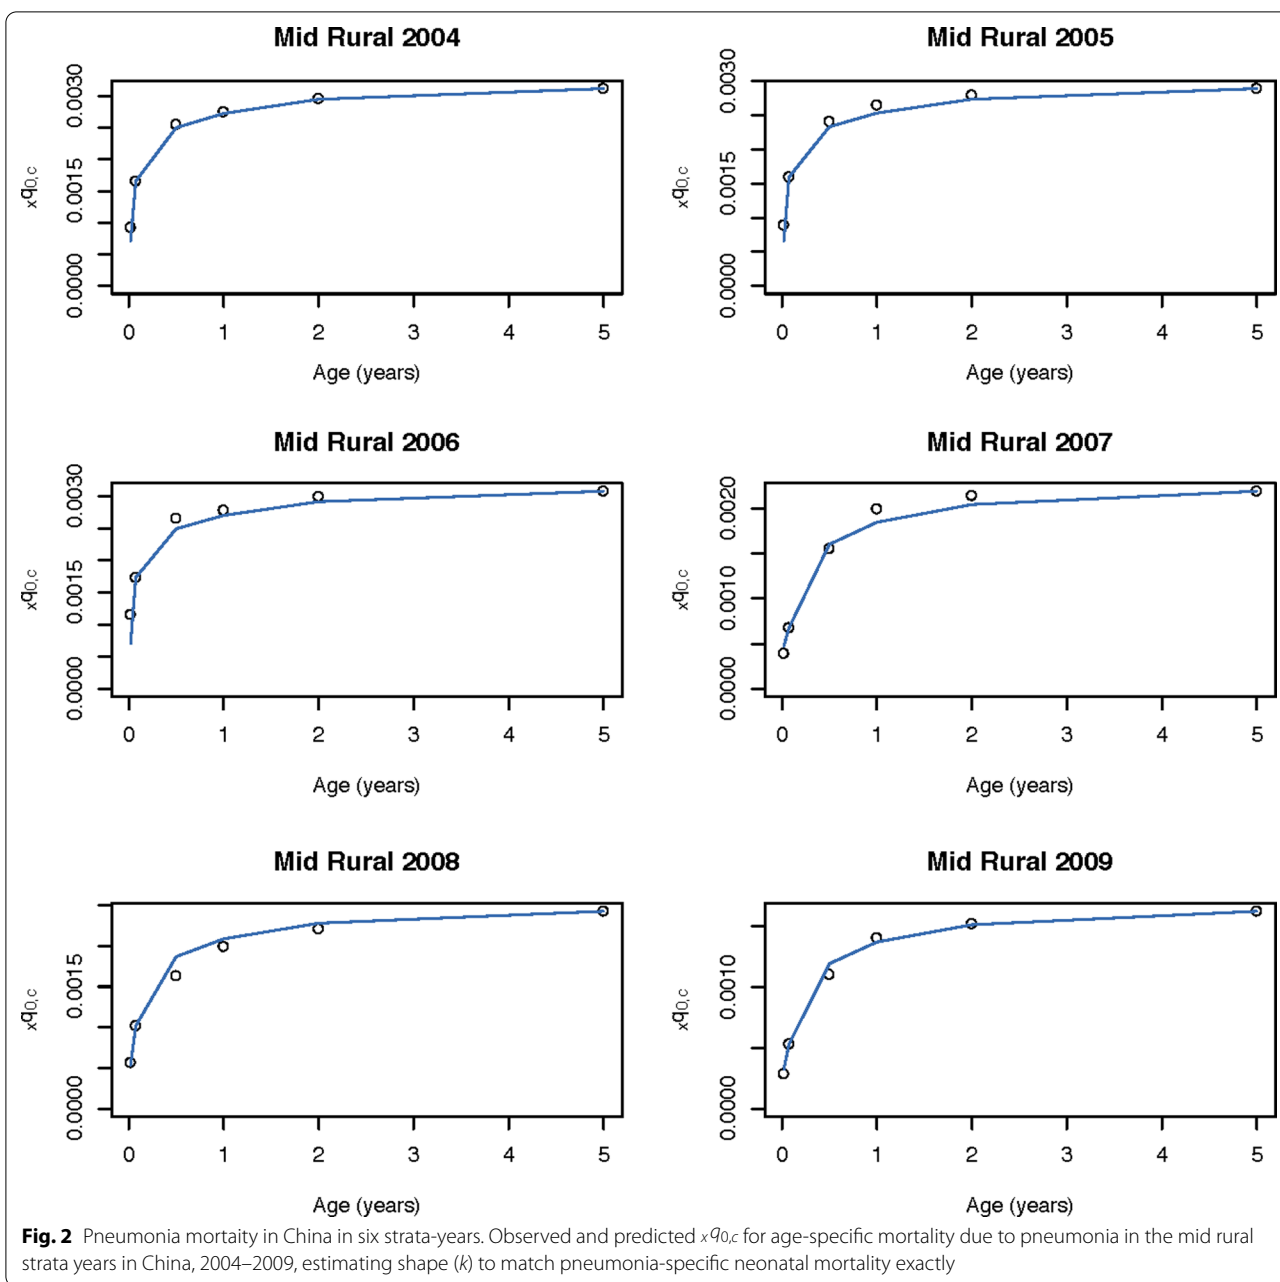 Mid Rural 2004
Mid Rural 2005
0.0030
0.0015
0.0000
xq0,c
0 1 2 3 4 5
Age (years)
0.0030
0.0015
0.0000
xq0,c
0 1 2 3 4 5
Age (years)
Mid Rural 2006
Mid Rural 2007
0.0030
0.0015
0.0000
xq0,c
0 1 2 3 4 5
Age (years)
0.0020
0.0010
0.0000
xq0,c
0 1 2 3 4 5
Age (years)
Mid Rural 2008
Mid Rural 2009
0.0015
0.0000
xq0,c
0 1 2 3 4 5
Age (years)
0.0010
0.0000
xq0,c
0 1 2 3 4 5
Age (years)
Fig. 2 Pneumonia mortaity in China in six strata-years. Observed and predicted xq0,c for age-specific mortality due to pneumonia in the mid rural
strata years in China, 2004–2009, estimating shape (k) to match pneumonia-specific neonatal mortality exactly